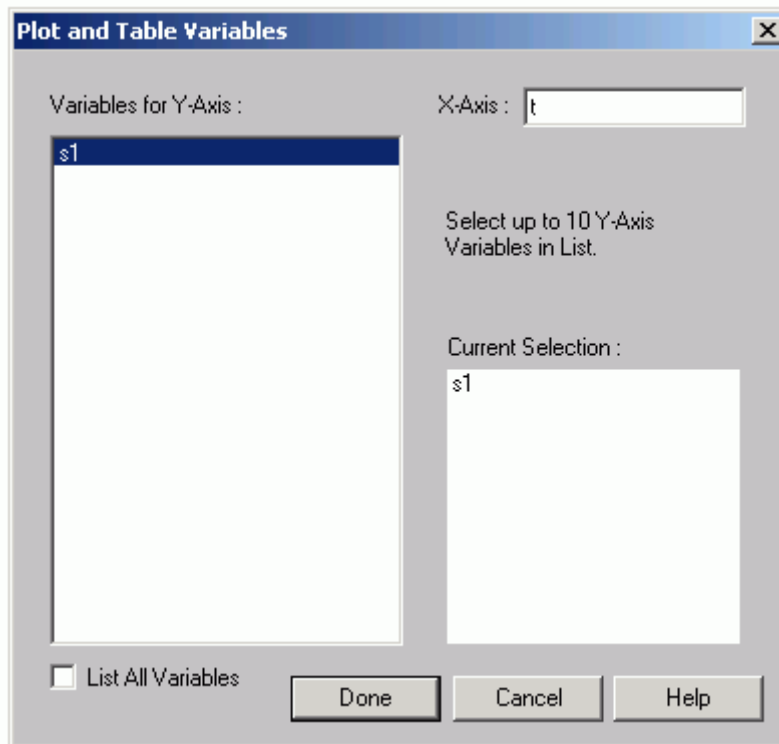 Plot and Table Variables
Variables for Y-Axis :
X-Axis :
t
s1
Select up to 10 Y-Axis
Variables in List.
Current Selection :
s1
List All Variables
Done
Cancel
Help